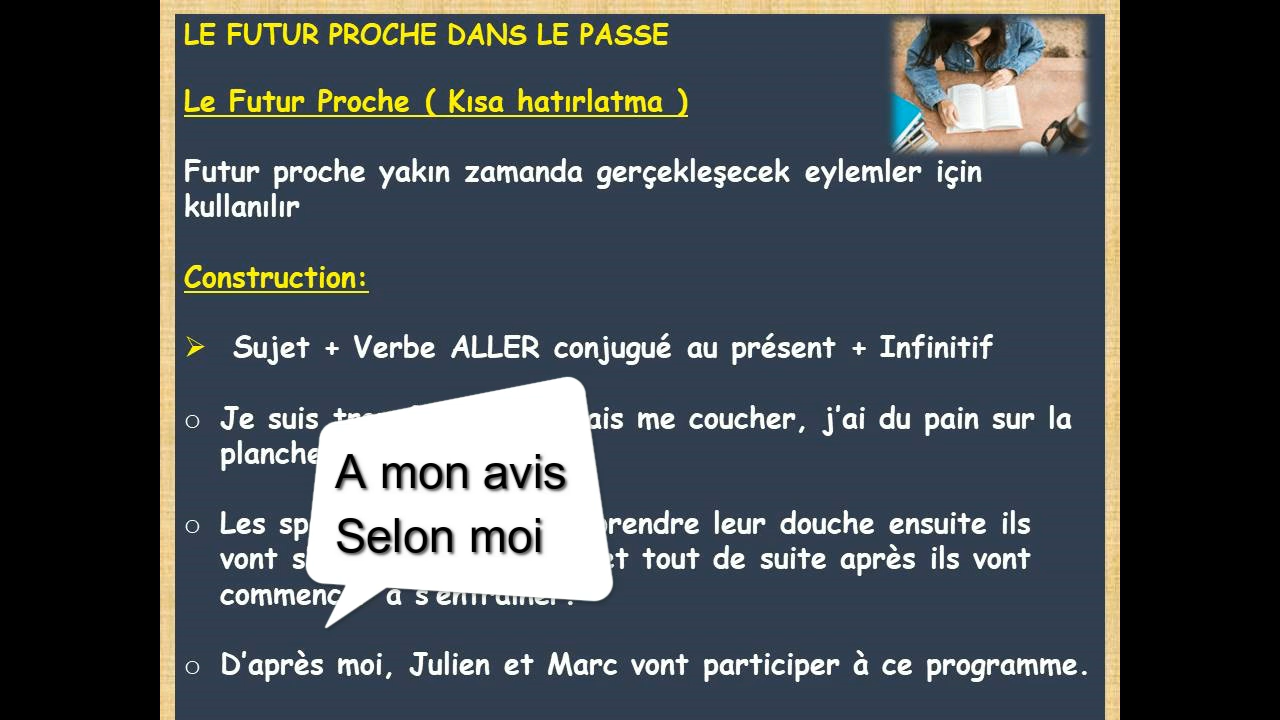 LE FUTUR PROCHE DANS LE PASSE
Le Futur Proche ( Kısa hatırlatma )
Futur proche yakın zamanda gerçekleşecek eylemler için
kullanılır
Construction:
Sujet + Verbe ALLER conjugué au présent + Infinitif
Je suis me coucher, j'ai du pain sur la
planche
A mon avis
Selon moi
Les prendre leur douche ensuite ils
vont et tout de suite après ils vont
à s'entraîner.
D'après moi, Julien et Marc vont participer à ce programme.